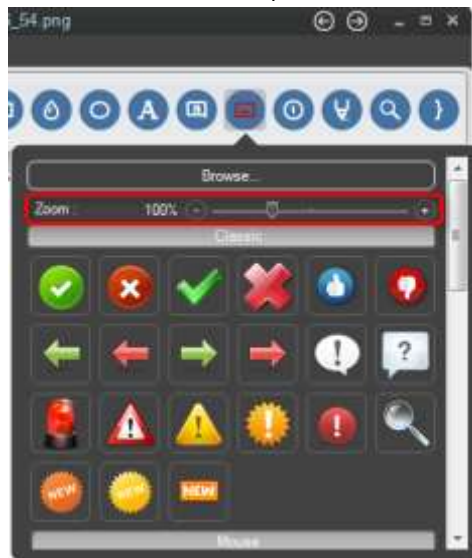 _54.png
A
Browse...
Zoom : 100%
Classic
NEW NEW NEW
Mouse